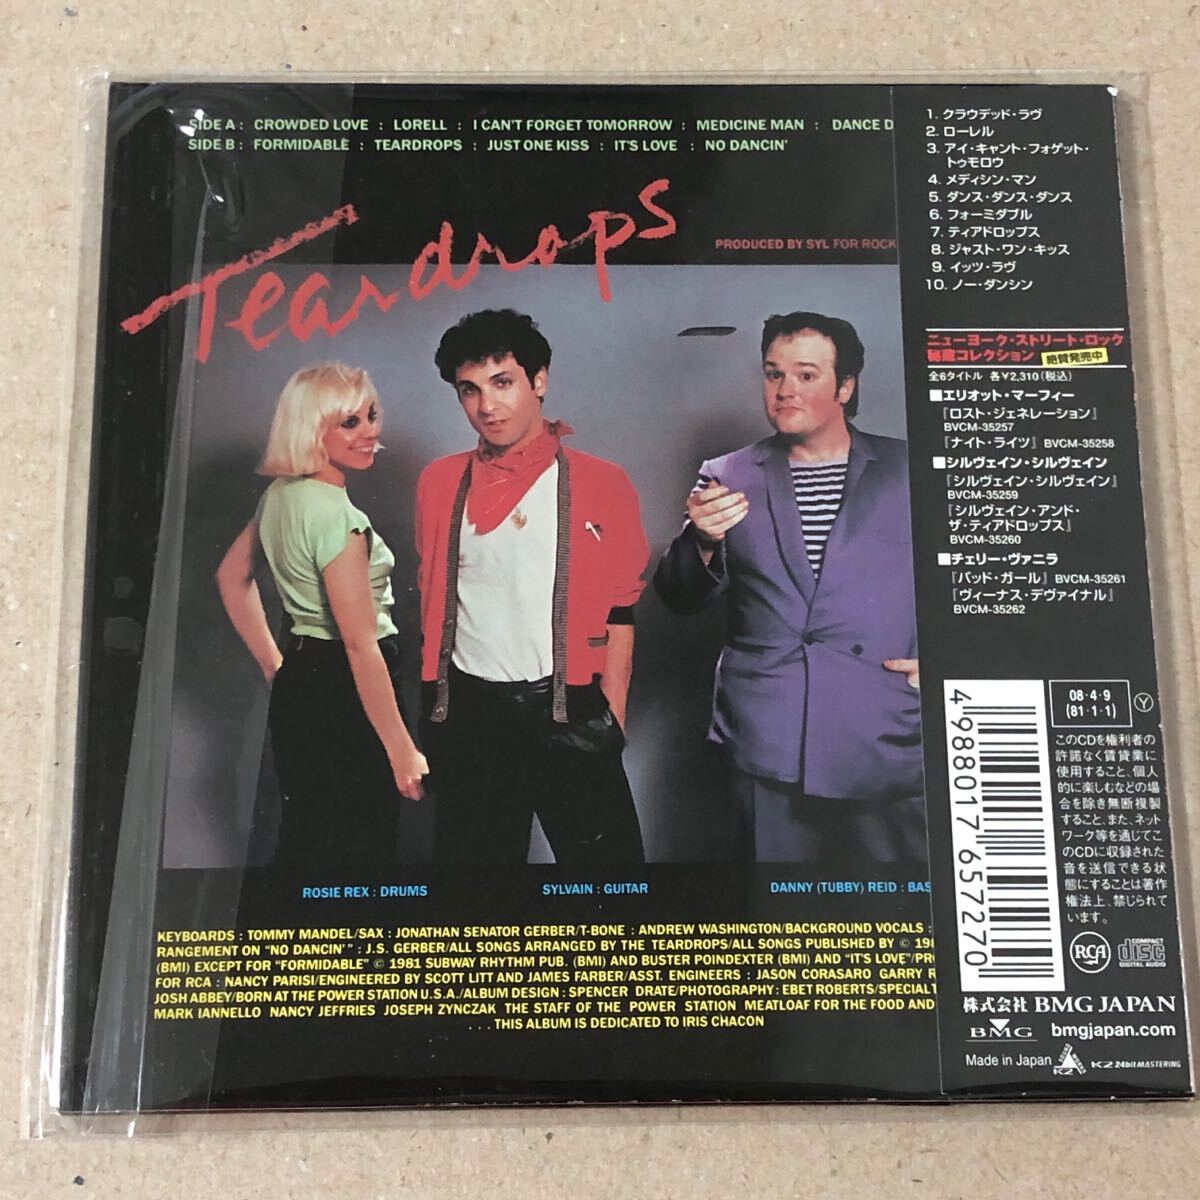 SIDE A : CROWDED LOVE : LORELL : I CAN'T FORGET TOMORROW : MEDICINE MAN : DANCE D
SIDE B : FORMIDABLE : TEARDROPS : JUST ONE KISS : IT'S LOVE : NO DANCIN'
Teardrops
PRODUCED BY SYL FOR ROCK
ROSIE REX : DRUMS
SYLVAIN : GUITAR
DANNY (TUBBY) REID : BAS
KEYBOARDS : TOMMY MANDEL/SAX : JONATHAN SENATOR GERBER/T-BONE : ANDREW WASHINGTON/BACKGROUND VOCALS :
RANGEMENT ON "NO DANCIN'" : J.S. GERBER/ALL SONGS ARRANGED BY THE TEARDROPS/ALL SONGS PUBLISHED BY © 198
(BMI) EXCEPT FOR "FORMIDABLE" © 1981 SUBWAY RHYTHM PUB. (BMI) AND BUSTER POINDEXTER (BMI) AND "IT'S LOVE"/PRO
FOR RCA : NANCY PARISI/ENGINEERED BY SCOTT LITT AND JAMES FARBER/ASST. ENGINEERS : JASON CORASARO GARRY R
JOSH ABBEY/BORN AT THE POWER STATION U.S.A./ALBUM DESIGN : SPENCER DRATE/PHOTOGRAPHY : EBET ROBERTS/SPECIAL T
MARK IANNELLO NANCY JEFFRIES JOSEPH ZYNCZAK THE STAFF OF THE POWER STATION MEATLOAF FOR THE FOOD AND
. . . THIS ALBUM IS DEDICATED TO IRIS CHACON
1. クラウデッド・ラヴ
2. ローレル
3. アイ・キャント・フォゲット・
トゥモロウ
4. メディシン・マン
5. ダンス・ダンス・ダンス
6. フォーミダブル
7. ティアドロップス
8. ジャスト・ワン・キッス
9. イッツ・ラヴ
10. ノー・ダンシン
ニューヨーク・ストリート・ロック
秘蔵コレクション 絶賛発売中
全6タイトル 各¥2,310(税込)
■エリオット・マーフィー
『ロスト・ジェネレーション』
BVCM-35257
『ナイト・ライツ』 BVCM-35258
■シルヴェイン・シルヴェイン
『シルヴェイン・シルヴェイン』
BVCM-35259
『シルヴェイン・アンド・
ザ・ティアドロップス』
BVCM-35260
■チェリー・ヴァニラ
『バッド・ガール』 BVCM-35261
『ヴィーナス・デヴァイナル』
BVCM-35262
4 988017 657270
08・4・9
(81・1・1)
Y
このCDを権利者の
許諾なく賃貸業に
使用すること、個人
的に楽しむなどの場
合を除き無断複製
すること、また、ネット
ワーク等を通じてこ
のCDに収録された
音を送信できる状
態にすることは著作
権法上、禁じられて
います。
RCA
COMPACT
disc
DIGITAL AUDIO
株式会社 BMG JAPAN
BMG bmgjapan.com
Made in Japan
K2 24bit MASTERING